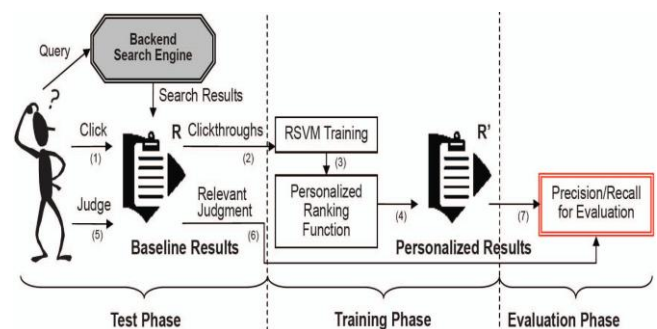 Backend
Search Engine
Query
?
Search Results
Click
(1)
R
Clickthroughs
(2)
RSVM Training
(3)
R'
Personalized
Ranking
Function
(4)
(7)
Precision/Recall
for Evaluation
Judge
(5)
Relevant
Judgment
(6)
Baseline Results
Personalized Results
Test Phase
Training Phase
Evaluation Phase